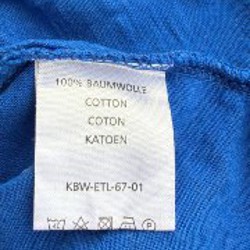 100% BAUMWOLLE
COTTON
COTON
KATOEN
KBW-ETL-67-01